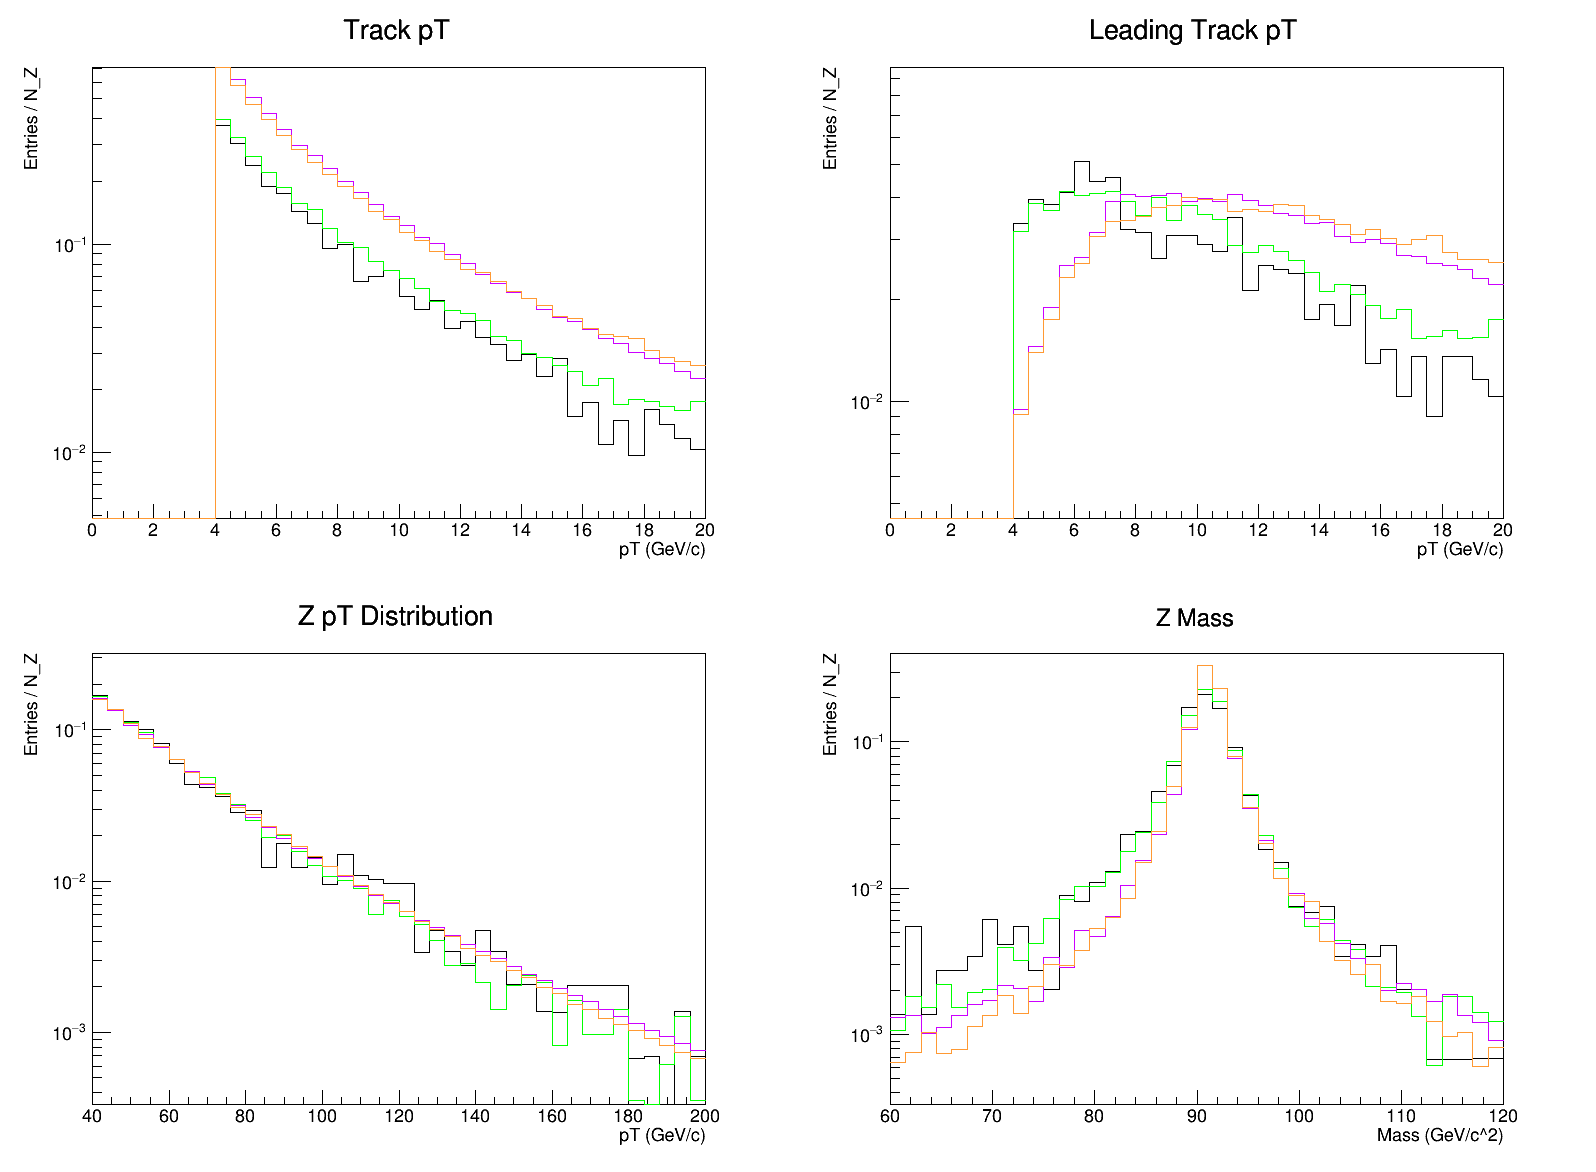 Track pT
Entries / N_Z
10⁻¹
10⁻²
0 2 4 6 8 10 12 14 16 18 20
pT (GeV/c)
Leading Track pT
Entries / N_Z
10⁻²
0 2 4 6 8 10 12 14 16 18 20
pT (GeV/c)
Z pT Distribution
Entries / N_Z
10⁻¹
10⁻²
10⁻³
40 60 80 100 120 140 160 180 200
pT (GeV/c)
Z Mass
Entries / N_Z
10⁻¹
10⁻²
10⁻³
60 70 80 90 100 110 120
Mass (GeV/c^2)